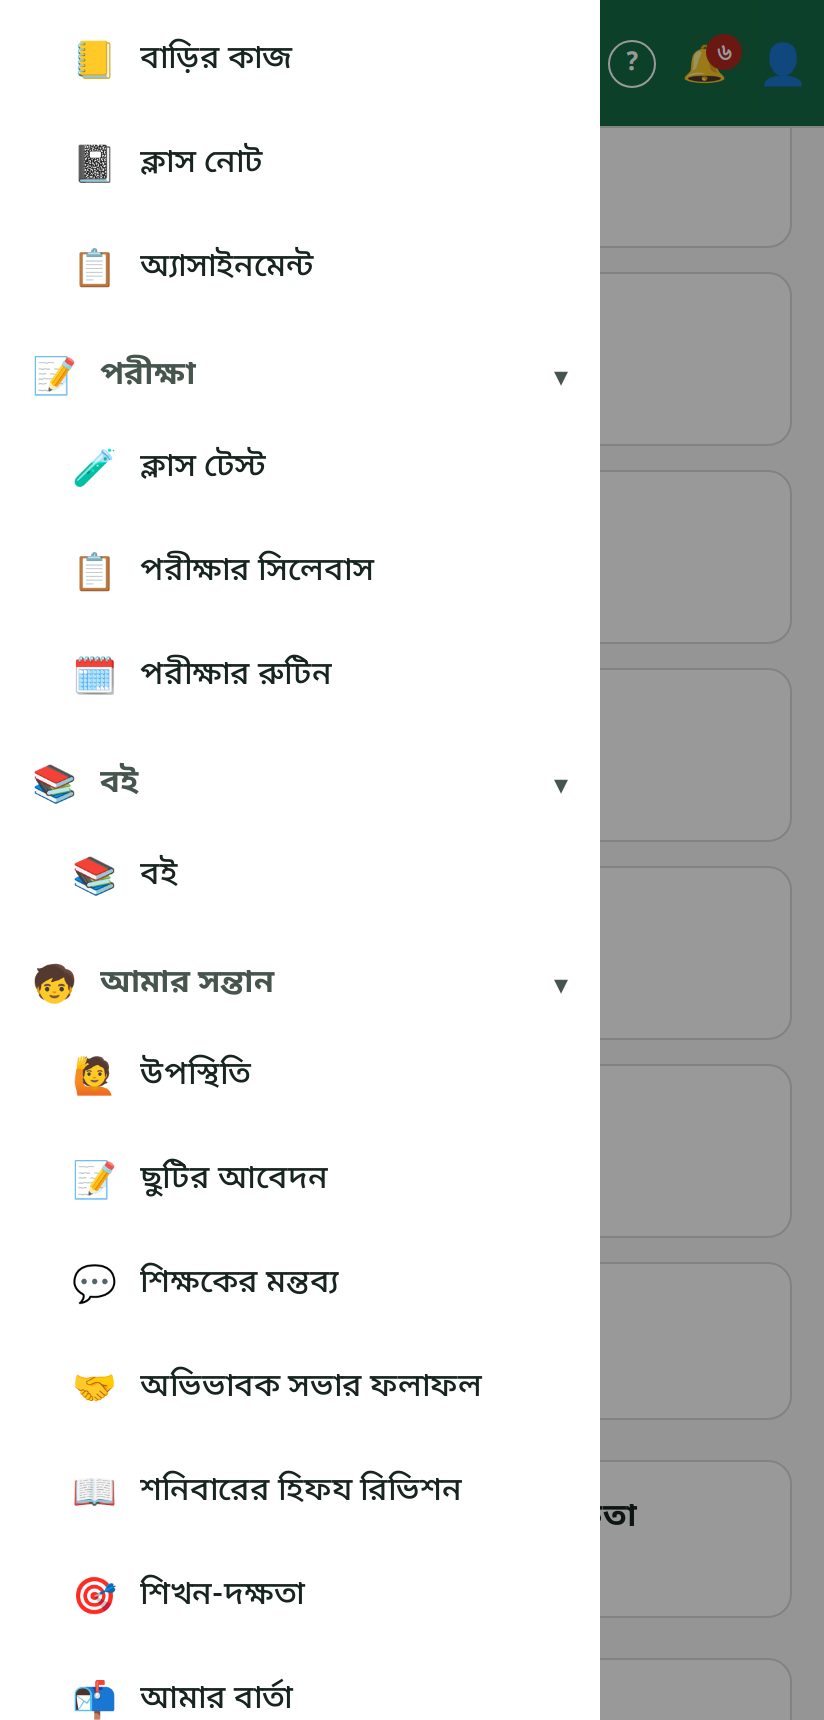 বাড়ির কাজ
?
৬
ক্লাস নোট
অ্যাসাইনমেন্ট
পরীক্ষা
ক্লাস টেস্ট
পরীক্ষার সিলেবাস
পরীক্ষার রুটিন
বই
বই
আমার সন্তান
উপস্থিতি
ছুটির আবেদন
শিক্ষকের মন্তব্য
অভিভাবক সভার ফলাফল
শনিবারের হিফয রিভিশন
শিখন-দক্ষতা
আমার বার্তা